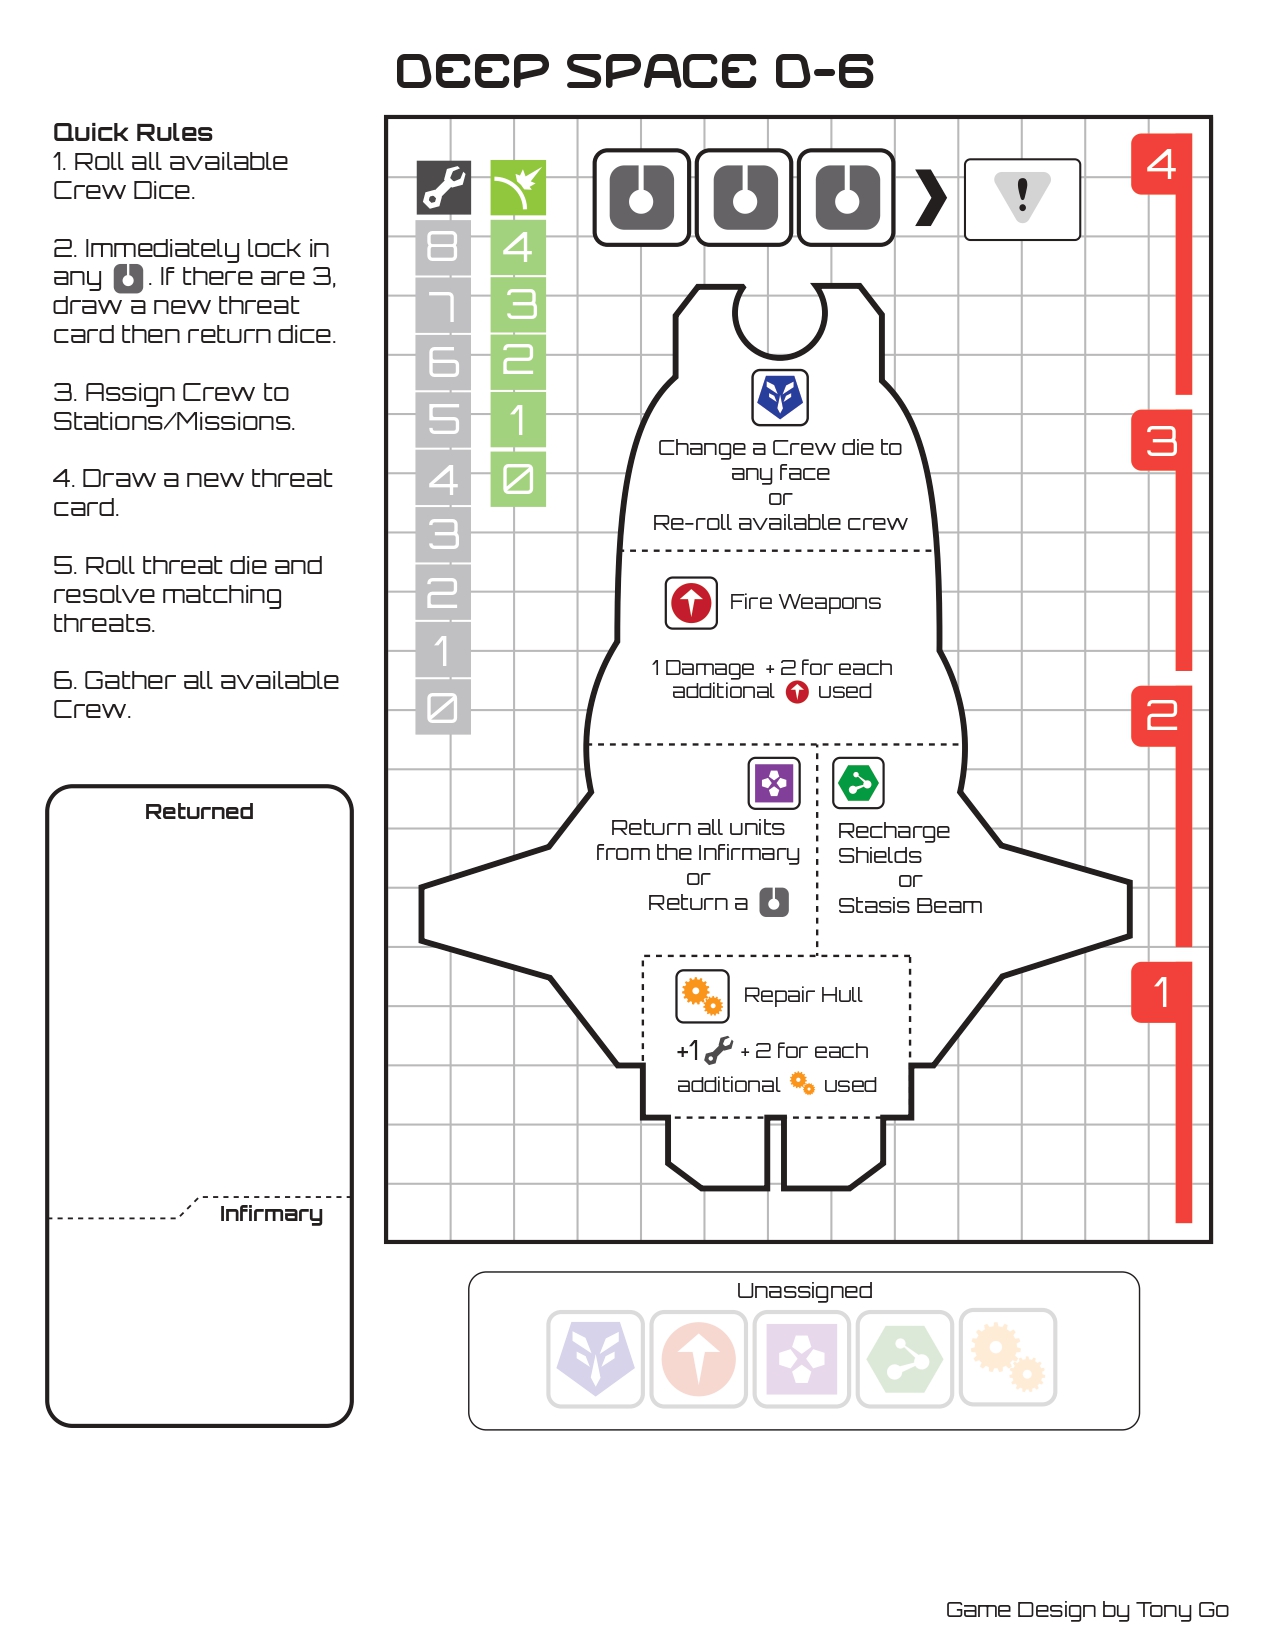 DEEP SPACE D-6
Quick Rules
1. Roll all available
Crew Dice.
2. Immediately lock in
any . If there are 3,
draw a new threat
card then return dice.
3. Assign Crew to
Stations/Missions.
4. Draw a new threat
card.
5. Roll threat die and
resolve matching
threats.
6. Gather all available
Crew.
Returned
Infirmary
8
7
6
5
4
3
2
1
0
4
3
2
1
0
!
Change a Crew die to
any face
or
Re-roll available crew
Fire Weapons
1 Damage + 2 for each
additional used
Return all units
from the Infirmary
or
Return a
Recharge
Shields
or
Stasis Beam
Repair Hull
+1 + 2 for each
additional used
4
3
2
1
Unassigned
Game Design by Tony Go